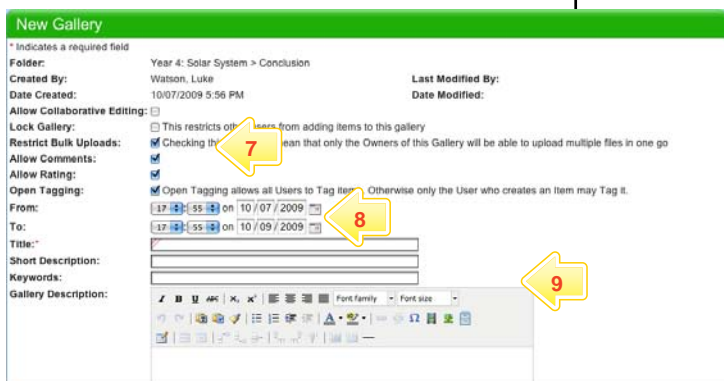 New Gallery
* Indicates a required field
Folder: Year 4: Solar System > Conclusion
Created By: Watson, Luke Last Modified By:
Date Created: 10/07/2009 5:56 PM Date Modified:
Allow Collaborative Editing:
Lock Gallery: This restricts other users from adding items to this gallery
Restrict Bulk Uploads: Checking this mean that only the Owners of this Gallery will be able to upload multiple files in one go
7
Allow Comments:
Allow Rating:
Open Tagging: Open Tagging allows all Users to Tag items. Otherwise only the User who creates an Item may Tag it.
From: 17 : 55 on 10 / 07 / 2009
8
To: 17 : 55 on 10 / 09 / 2009
Title:*
Short Description:
Keywords:
9
Gallery Description: I B U ABC X, X² Font family Font size
A Ω